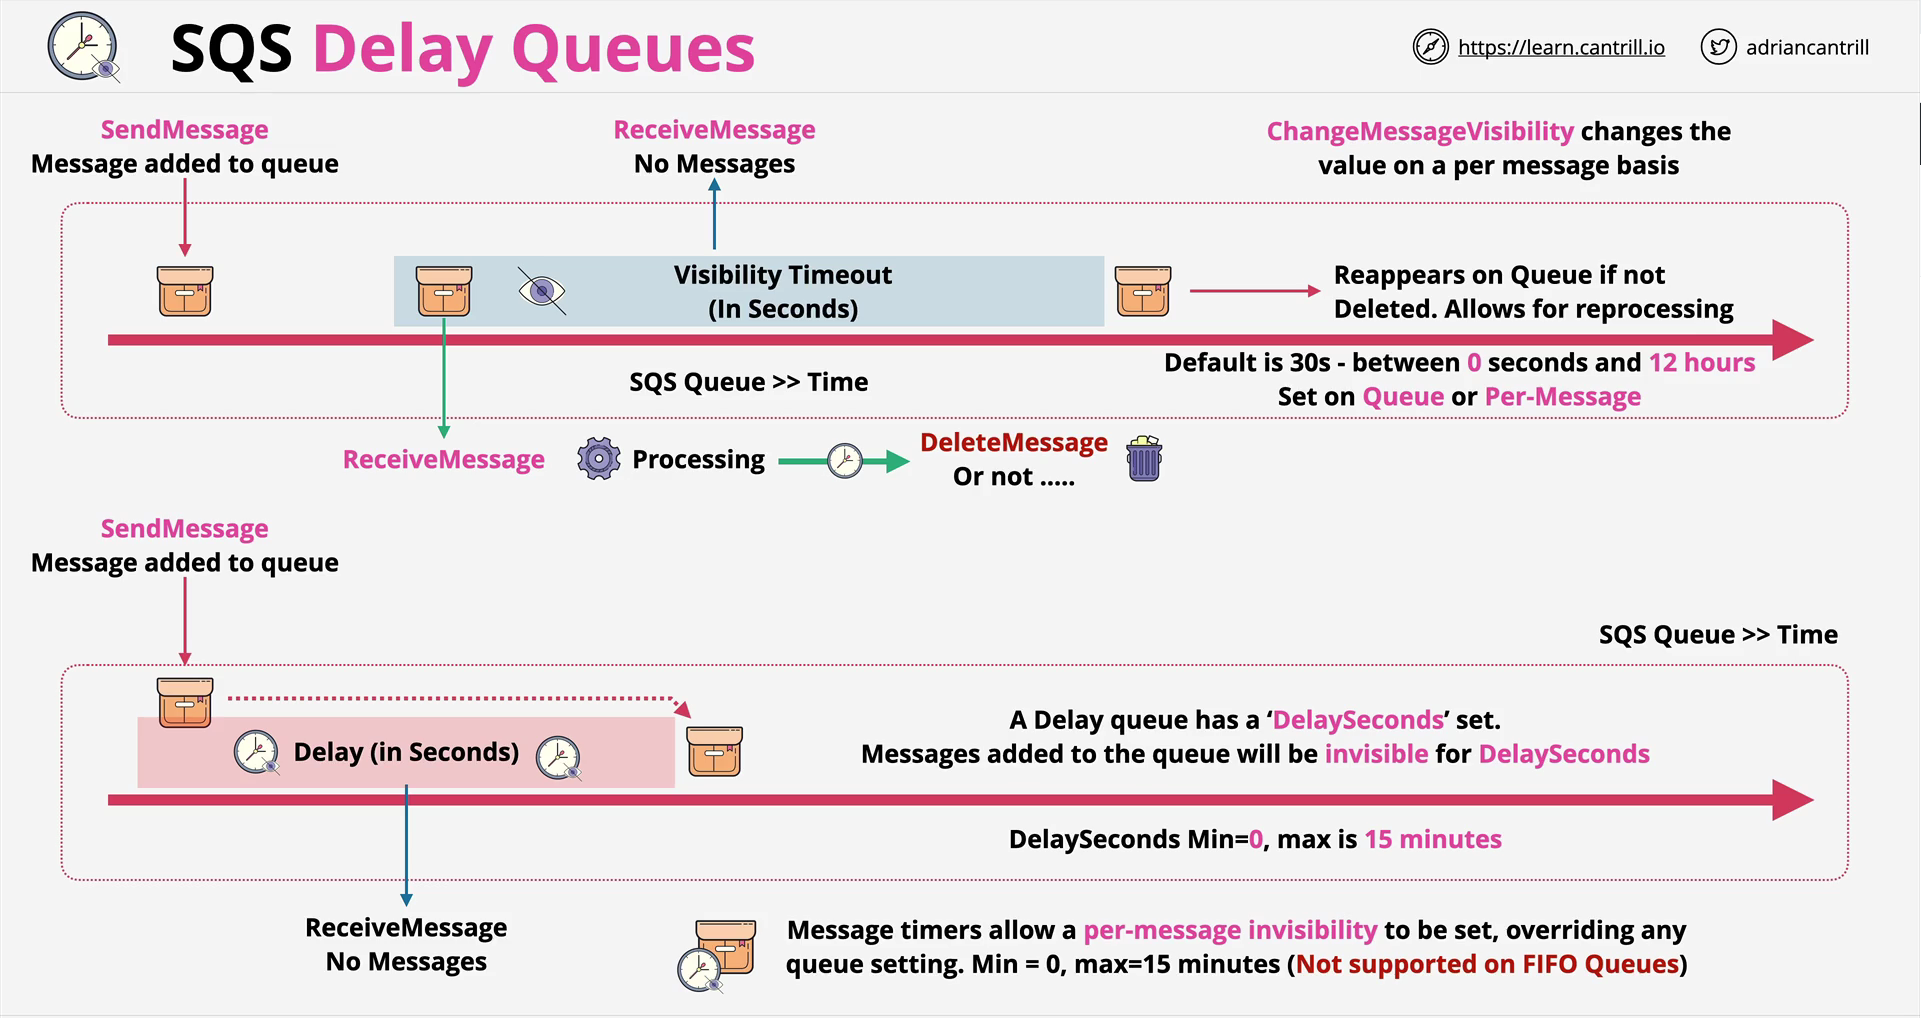 SQS Delay Queues
https://learn.cantrill.io
adriancantrill
SendMessage
Message added to queue
ReceiveMessage
No Messages
ChangeMessageVisibility changes the
value on a per message basis
Visibility Timeout
(In Seconds)
Reappears on Queue if not
Deleted. Allows for reprocessing
SQS Queue >> Time
Default is 30s - between 0 seconds and 12 hours
Set on Queue or Per-Message
ReceiveMessage
Processing
DeleteMessage
Or not .....
SendMessage
Message added to queue
SQS Queue >> Time
Delay (in Seconds)
A Delay queue has a ‘DelaySeconds’ set.
Messages added to the queue will be invisible for DelaySeconds
DelaySeconds Min=0, max is 15 minutes
ReceiveMessage
No Messages
Message timers allow a per-message invisibility to be set, overriding any
queue setting. Min = 0, max=15 minutes (Not supported on FIFO Queues)